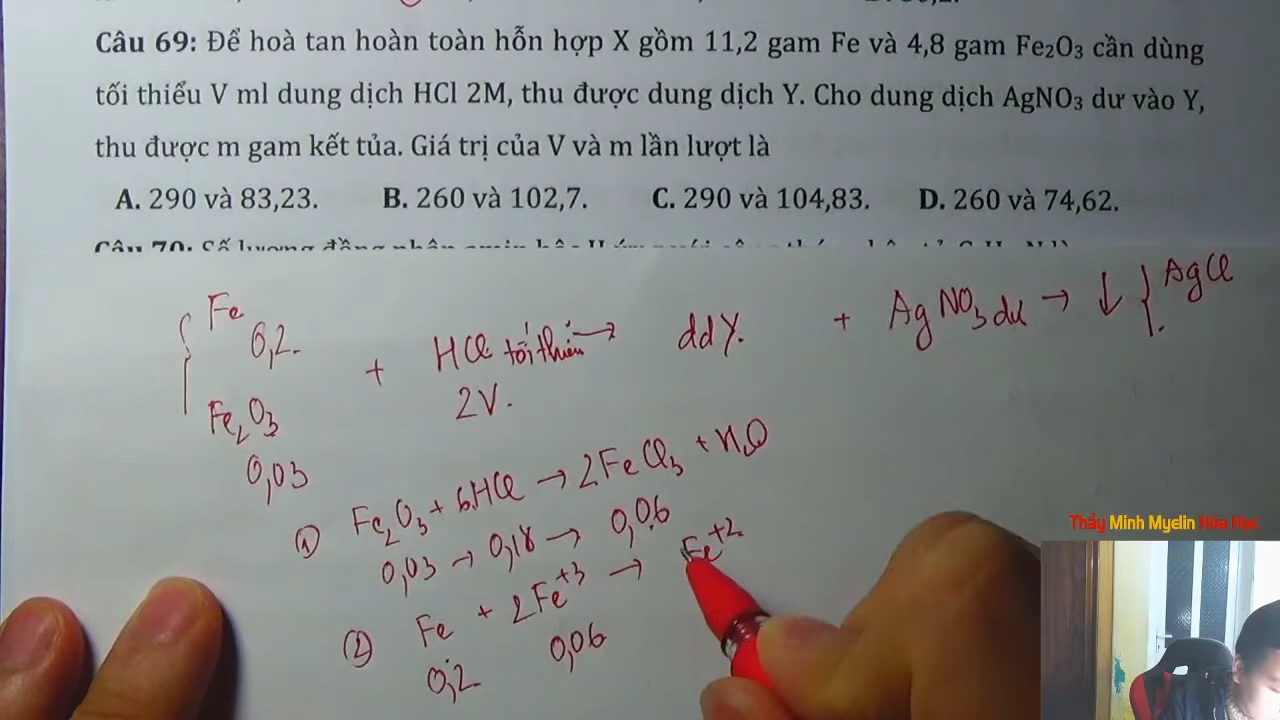 Câu 69: Để hoà tan hoàn toàn hỗn hợp X gồm 11,2 gam Fe và 4,8 gam Fe₂O₃ cần dùng
tối thiểu V ml dung dịch HCl 2M, thu được dung dịch Y. Cho dung dịch AgNO₃ dư vào Y,
thu được m gam kết tủa. Giá trị của V và m lần lượt là
A. 290 và 83,23. B. 260 và 102,7. C. 290 và 104,83. D. 260 và 74,62.
Câu 70: Số
Fe 0,2
Fe₂O₃ 0,03
+ HCl tối thiểu → ddY. + AgNO₃ dư → ↓ { AgCl
2V.
① Fe₂O₃ + 6HCl → 2FeCl₃ + H₂O
0,03 → 0,18 → 0,06
② Fe + 2Fe⁺³ → Fe⁺²
0,2 0,06
Thầy Minh Myelin Hóa Học